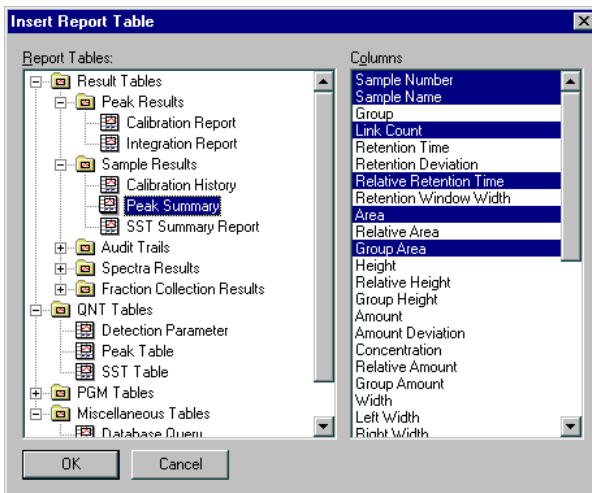 Insert Report Table
Report Tables:
Result Tables
Peak Results
Calibration Report
Integration Report
Sample Results
Calibration History
Peak Summary
SST Summary Report
Audit Trails
Spectra Results
Fraction Collection Results
QNT Tables
Detection Parameter
Peak Table
SST Table
PGM Tables
Miscellaneous Tables
Database Query
Columns
Sample Number
Sample Name
Group
Link Count
Retention Time
Retention Deviation
Relative Retention Time
Retention Window Width
Area
Relative Area
Group Area
Height
Relative Height
Group Height
Amount
Amount Deviation
Concentration
Relative Amount
Group Amount
Width
Left Width
Right Width
OK
Cancel